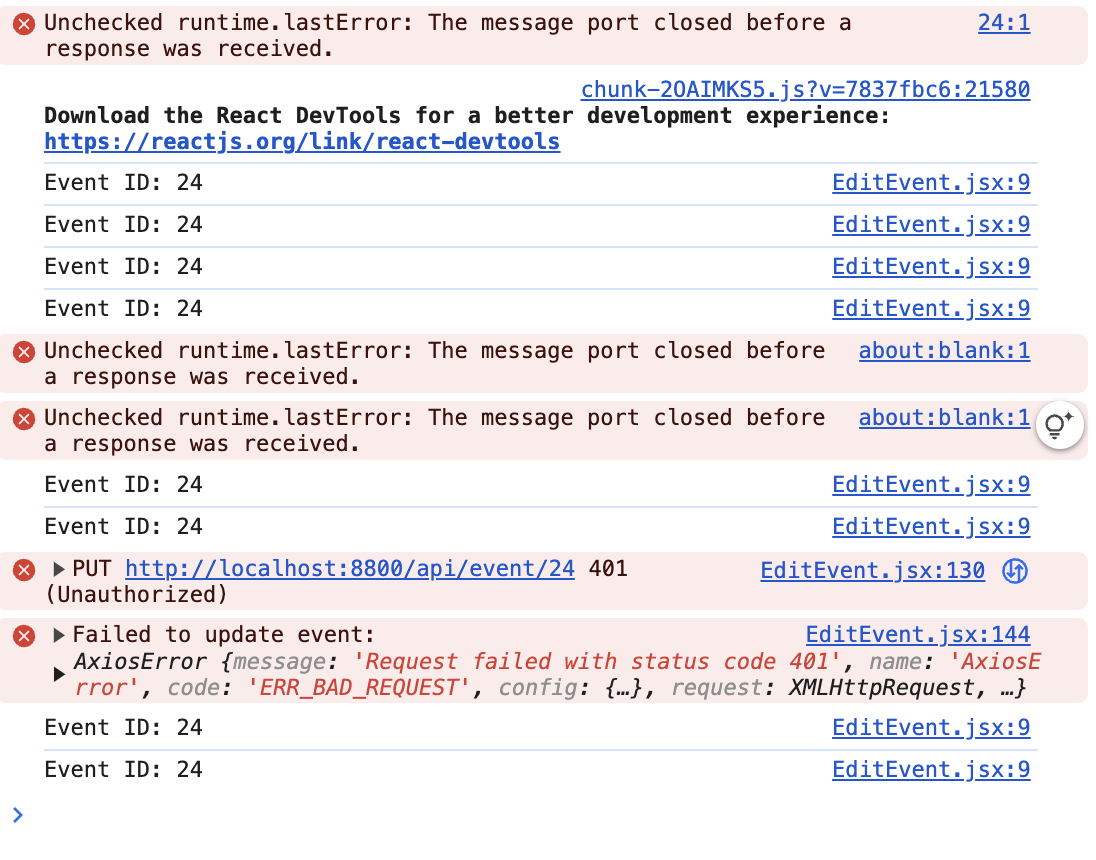 Unchecked runtime.lastError: The message port closed before a 24:1
response was received.
chunk-2OAIMKS5.js?v=7837fbc6:21580
Download the React DevTools for a better development experience:
https://reactjs.org/link/react-devtools
Event ID: 24 EditEvent.jsx:9
Event ID: 24 EditEvent.jsx:9
Event ID: 24 EditEvent.jsx:9
Event ID: 24 EditEvent.jsx:9
Unchecked runtime.lastError: The message port closed before about:blank:1
a response was received.
Unchecked runtime.lastError: The message port closed before about:blank:1
a response was received.
Event ID: 24 EditEvent.jsx:9
Event ID: 24 EditEvent.jsx:9
PUT http://localhost:8800/api/event/24 401 EditEvent.jsx:130
(Unauthorized)
Failed to update event: EditEvent.jsx:144
AxiosError {message: 'Request failed with status code 401', name: 'AxiosE
rror', code: 'ERR_BAD_REQUEST', config: {…}, request: XMLHttpRequest, …}
Event ID: 24 EditEvent.jsx:9
Event ID: 24 EditEvent.jsx:9